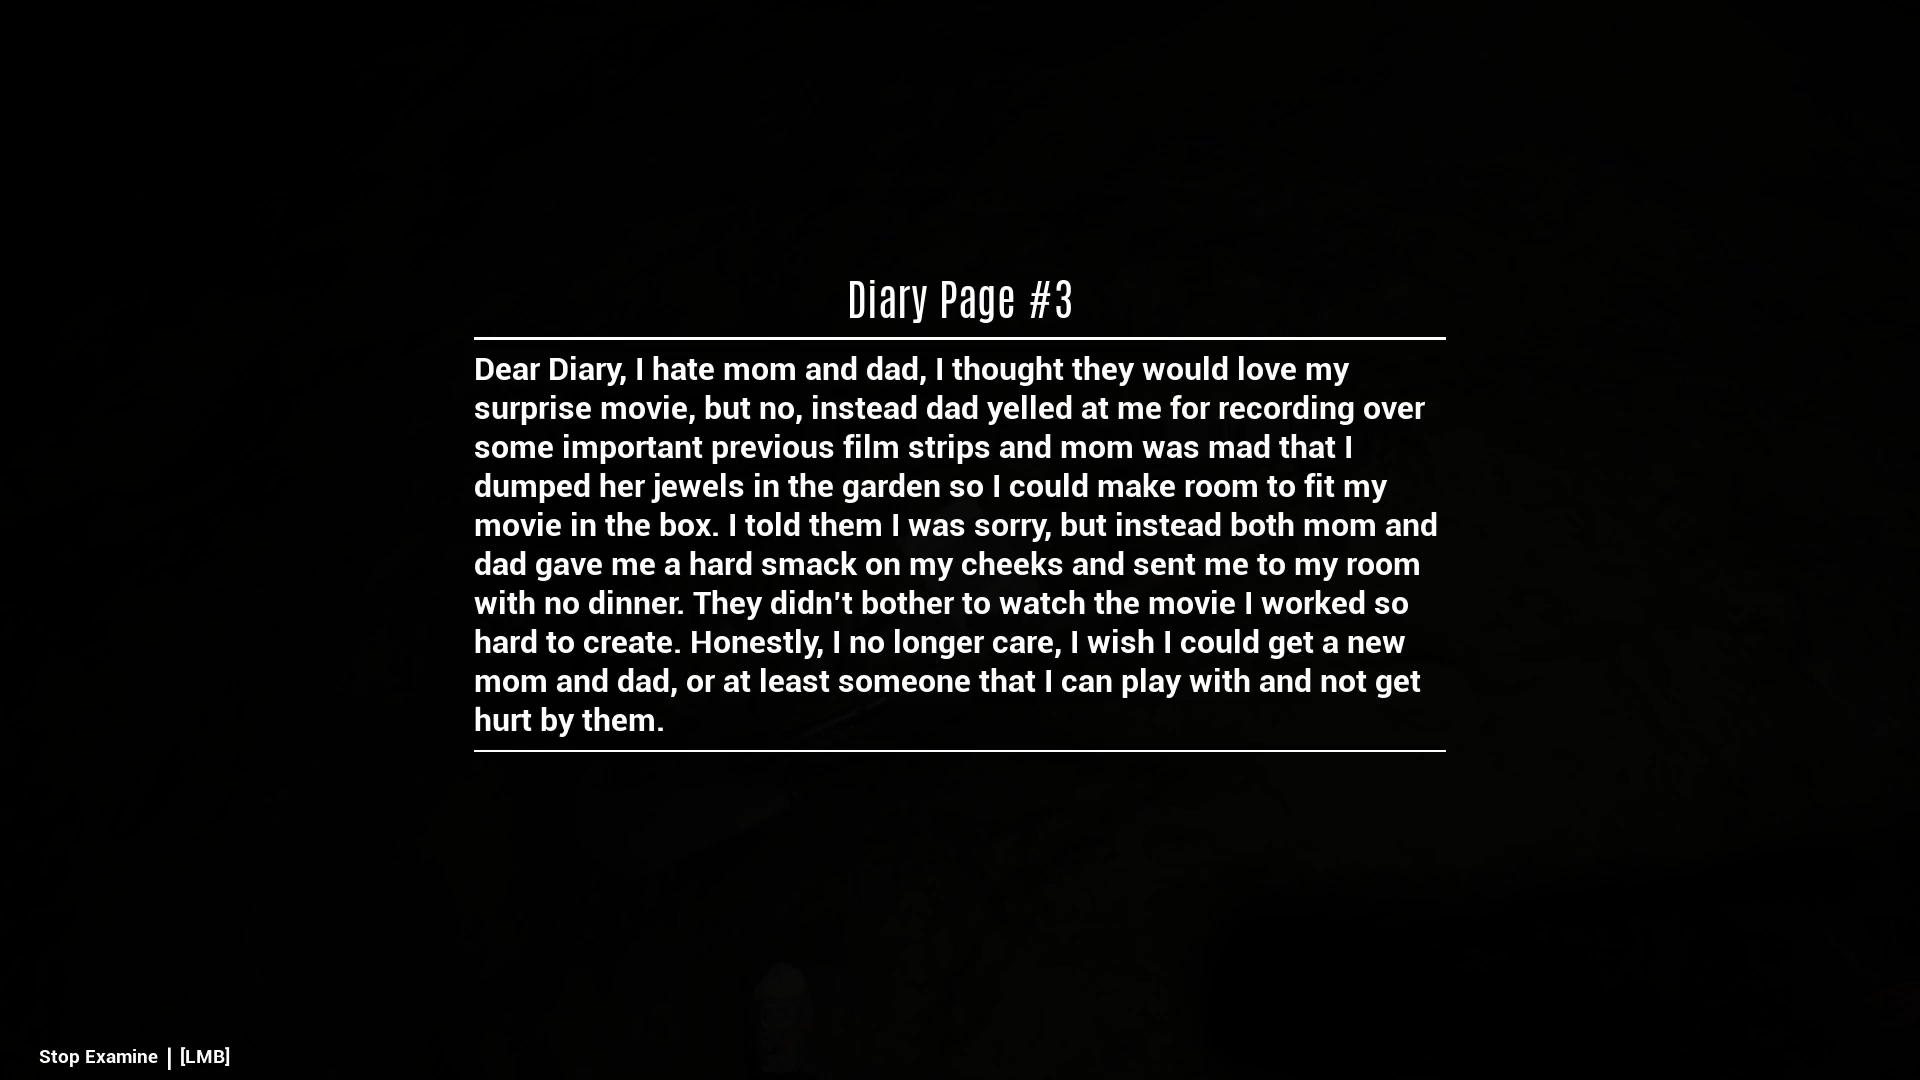 Diary Page #3
Dear Diary, I hate mom and dad, I thought they would love my
surprise movie, but no, instead dad yelled at me for recording over
some important previous film strips and mom was mad that I
dumped her jewels in the garden so I could make room to fit my
movie in the box. I told them I was sorry, but instead both mom and
dad gave me a hard smack on my cheeks and sent me to my room
with no dinner. They didn't bother to watch the movie I worked so
hard to create. Honestly, I no longer care, I wish I could get a new
mom and dad, or at least someone that I can play with and not get
hurt by them.
Stop Examine | [LMB]